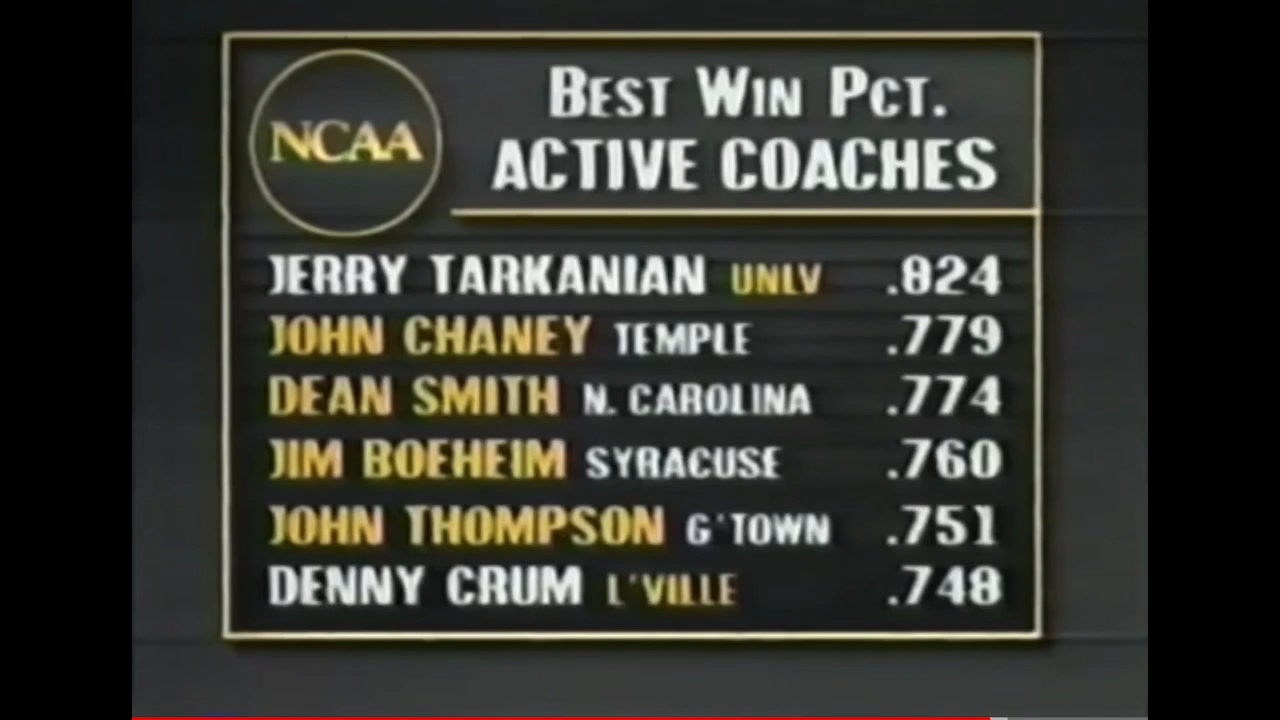 NCAA
BEST WIN PCT.
ACTIVE COACHES
JERRY TARKANIAN UNLV .824
JOHN CHANEY TEMPLE .779
DEAN SMITH N. CAROLINA .774
JIM BOEHEIM SYRACUSE .760
JOHN THOMPSON G'TOWN .751
DENNY CRUM L'VILLE .748